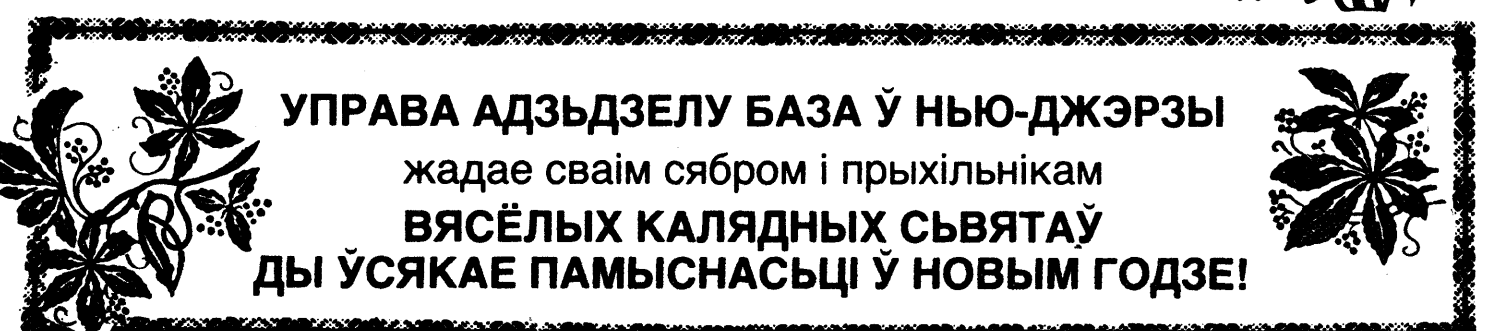 УПРАВА АДЗЬДЗЕЛУ БАЗА Ў НЬЮ-ДЖЭРЗЫ
жадае сваім сябром і прыхільнікам
ВЯСЁЛЫХ КАЛЯДНЫХ СЬВЯТАЎ
ДЫ ЎСЯКАЕ ПАМЫСНАСЬЦІ Ў НОВЫМ ГОДЗЕ!